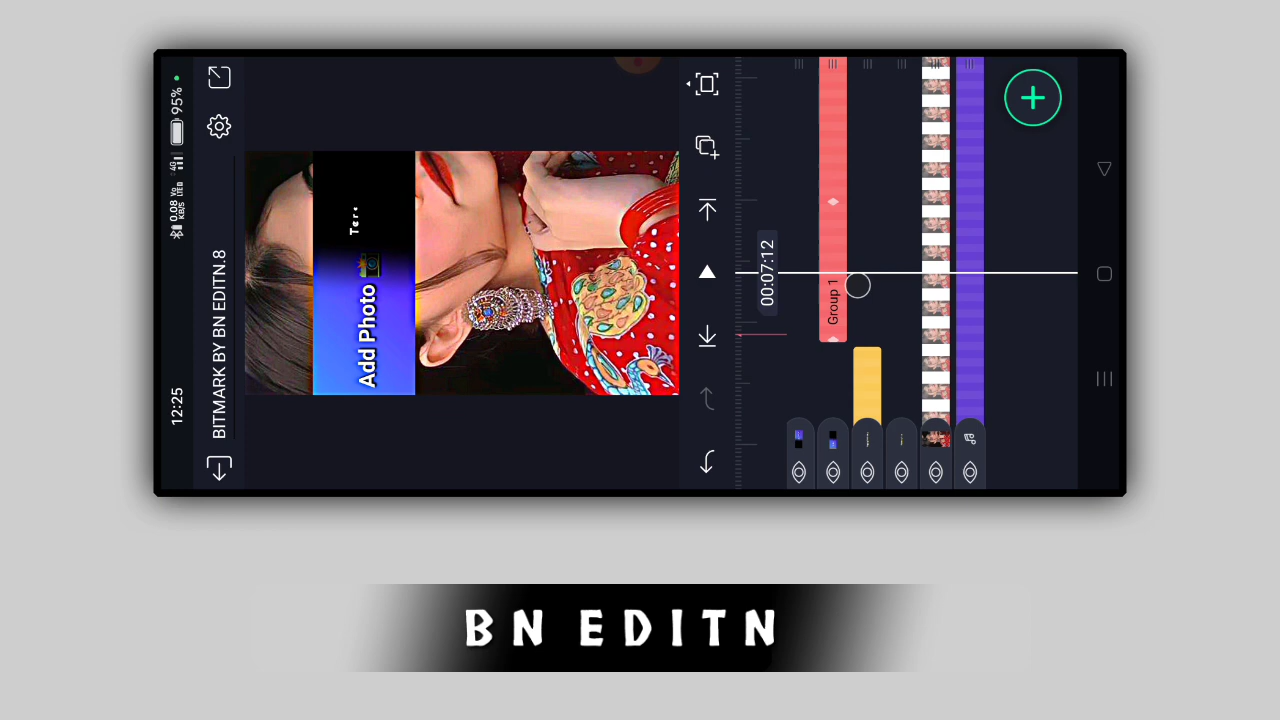 12:25
0.08 KB/S
4G
95%
BITMARK BY BN EDITN.8
Add Photo
00:07:12
Group 1
BN EDITN